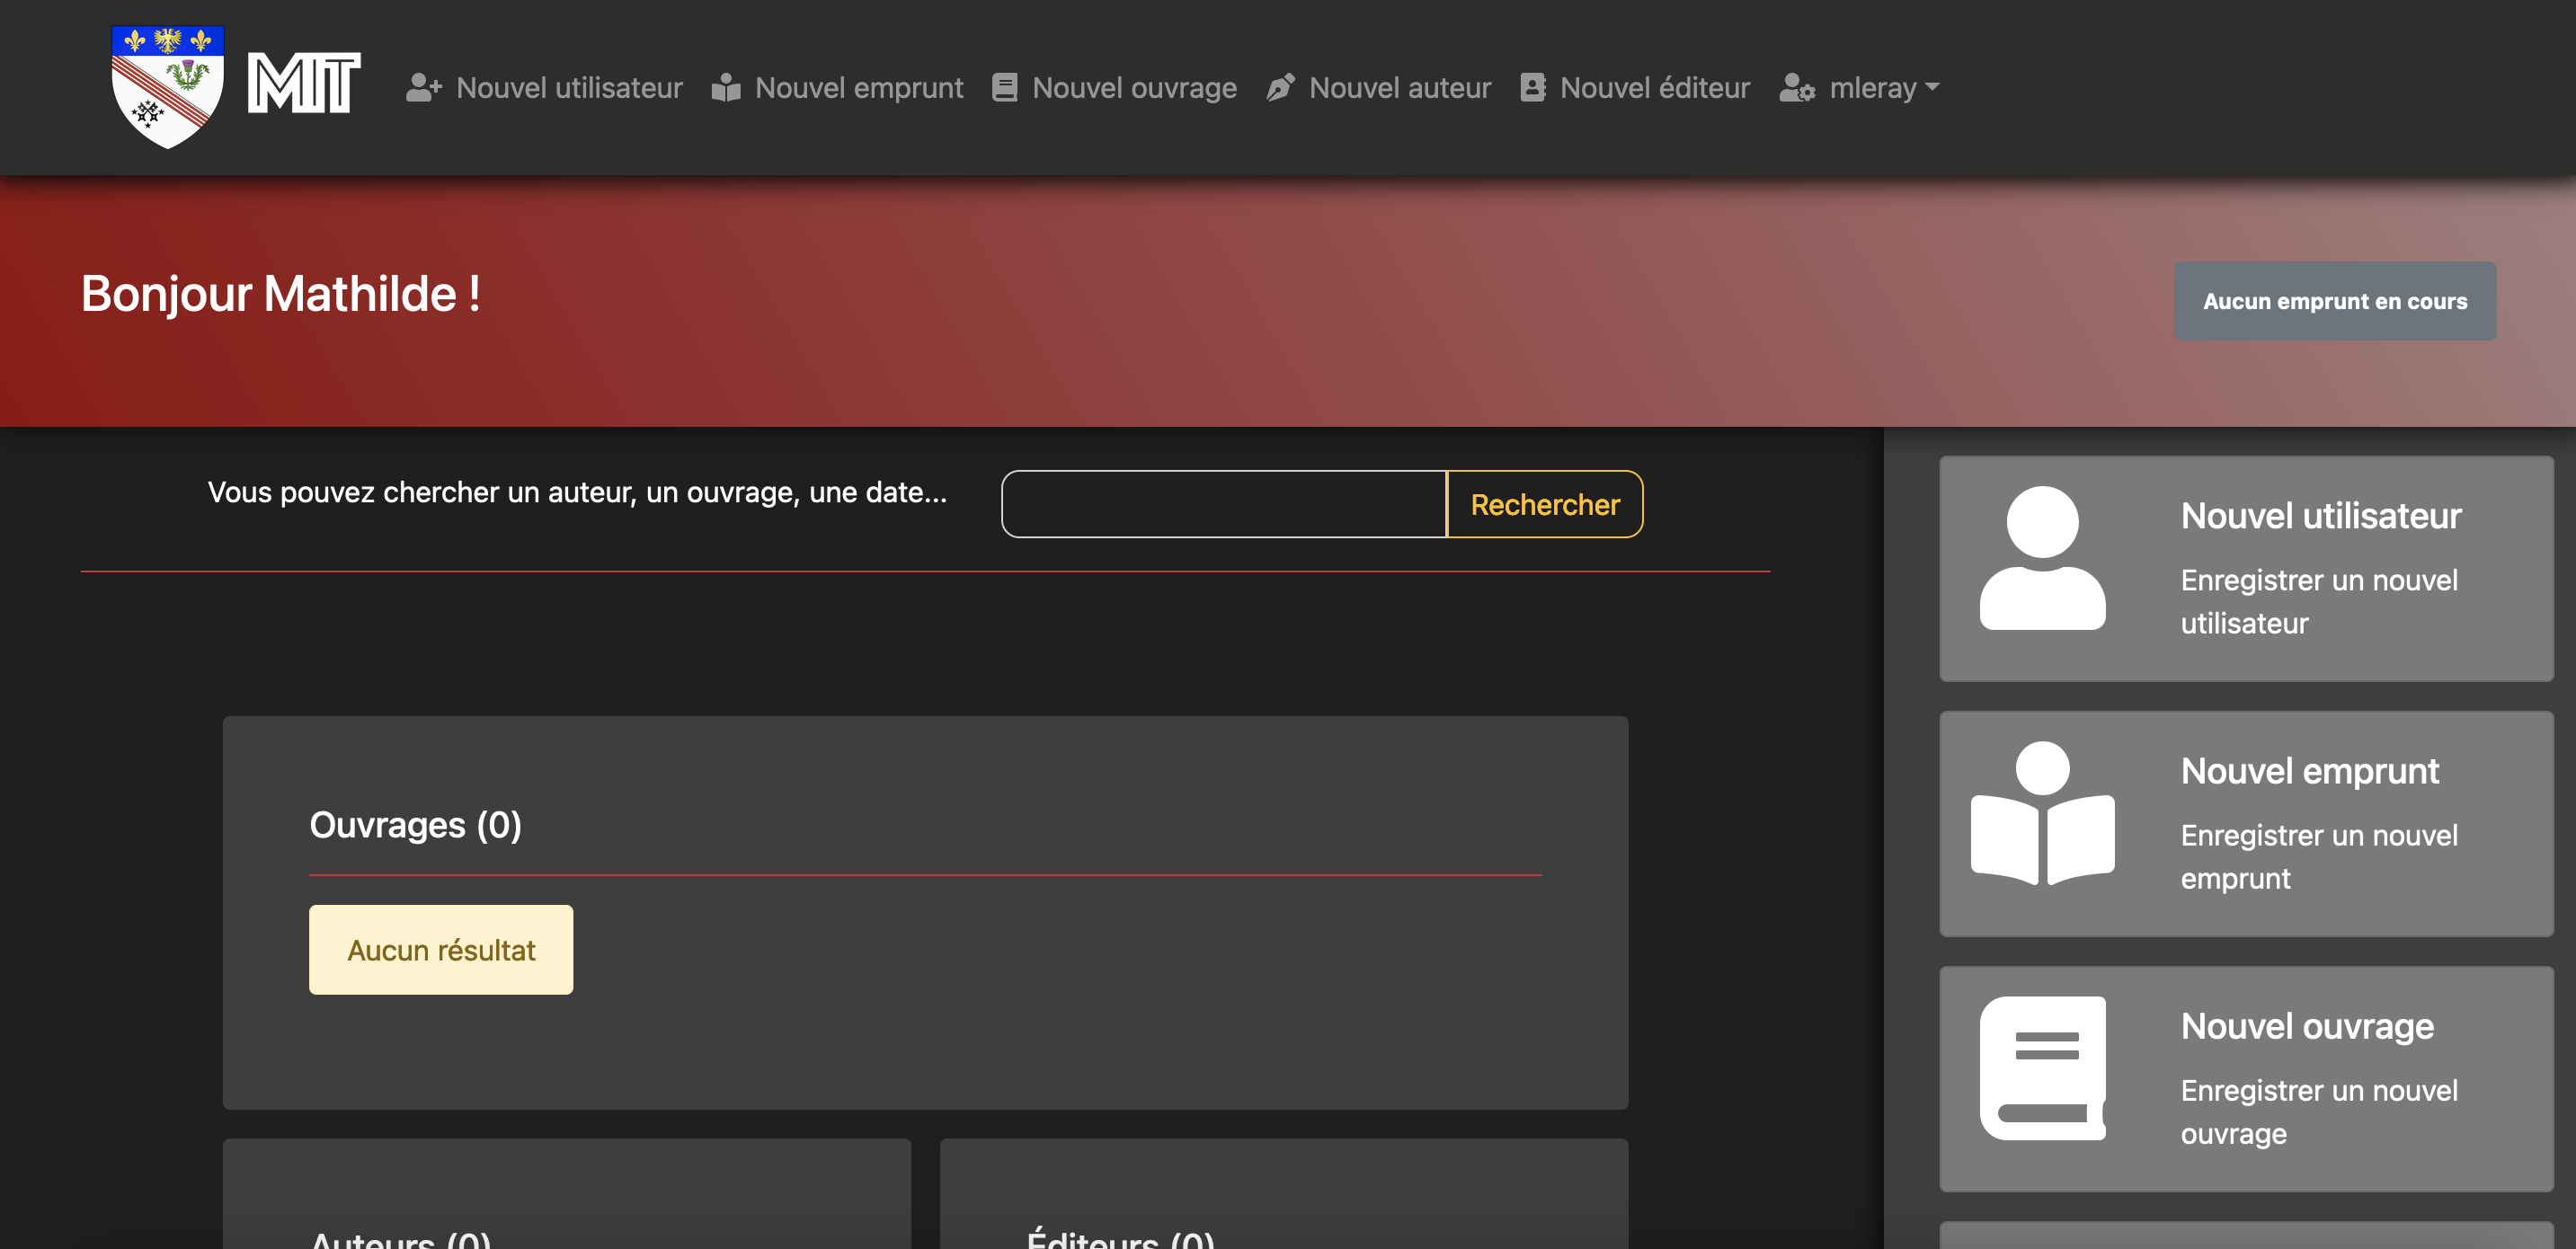 MIT
Nouvel utilisateur
Nouvel emprunt
Nouvel ouvrage
Nouvel auteur
Nouvel éditeur
mleray
Bonjour Mathilde !
Aucun emprunt en cours
Vous pouvez chercher un auteur, un ouvrage, une date...
Rechercher
Ouvrages (0)
Aucun résultat
Auteurs (0)
Éditeurs (0)
Nouvel utilisateur
Enregistrer un nouvel
utilisateur
Nouvel emprunt
Enregistrer un nouvel
emprunt
Nouvel ouvrage
Enregistrer un nouvel
ouvrage